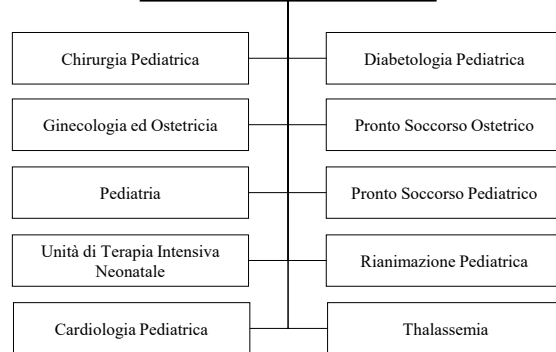 Chirurgia Pediatrica
Diabetologia Pediatrica
Ginecologia ed Ostetricia
Pronto Soccorso Ostetrico
Pediatria
Pronto Soccorso Pediatrico
Unità di Terapia Intensiva
Neonatale
Rianimazione Pediatrica
Cardiologia Pediatrica
Thalassemia